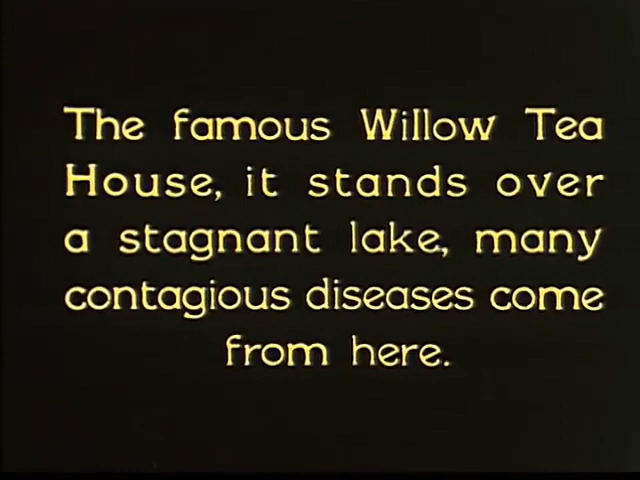 The famous Willow Tea
House, it stands over
a stagnant lake, many
contagious diseases come
from here.